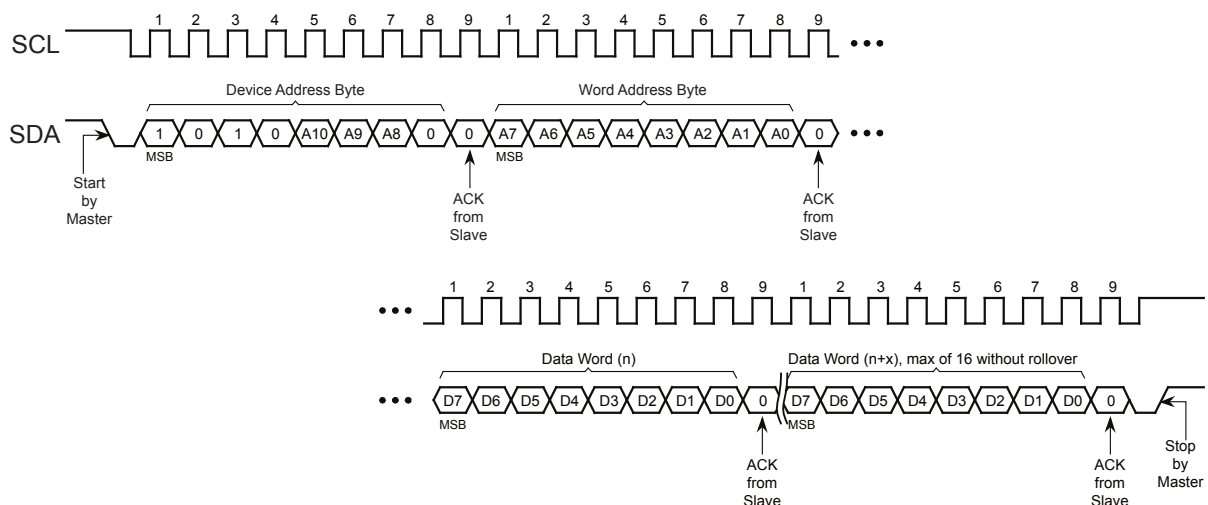 1 2 3 4 5 6 7 8 9 1 2 3 4 5 6 7 8 9
SCL
Device Address Byte Word Address Byte
SDA 1 0 1 0 A10 A9 A8 0 0 A7 A6 A5 A4 A3 A2 A1 A0 0
MSB MSB
Start
by
Master
ACK
from
Slave
ACK
from
Slave
1 2 3 4 5 6 7 8 9 1 2 3 4 5 6 7 8 9
Data Word (n) Data Word (n+x), max of 16 without rollover
D7 D6 D5 D4 D3 D2 D1 D0 0 D7 D6 D5 D4 D3 D2 D1 D0 0
MSB MSB
ACK
from
Slave
ACK
from
Slave
Stop
by
Master